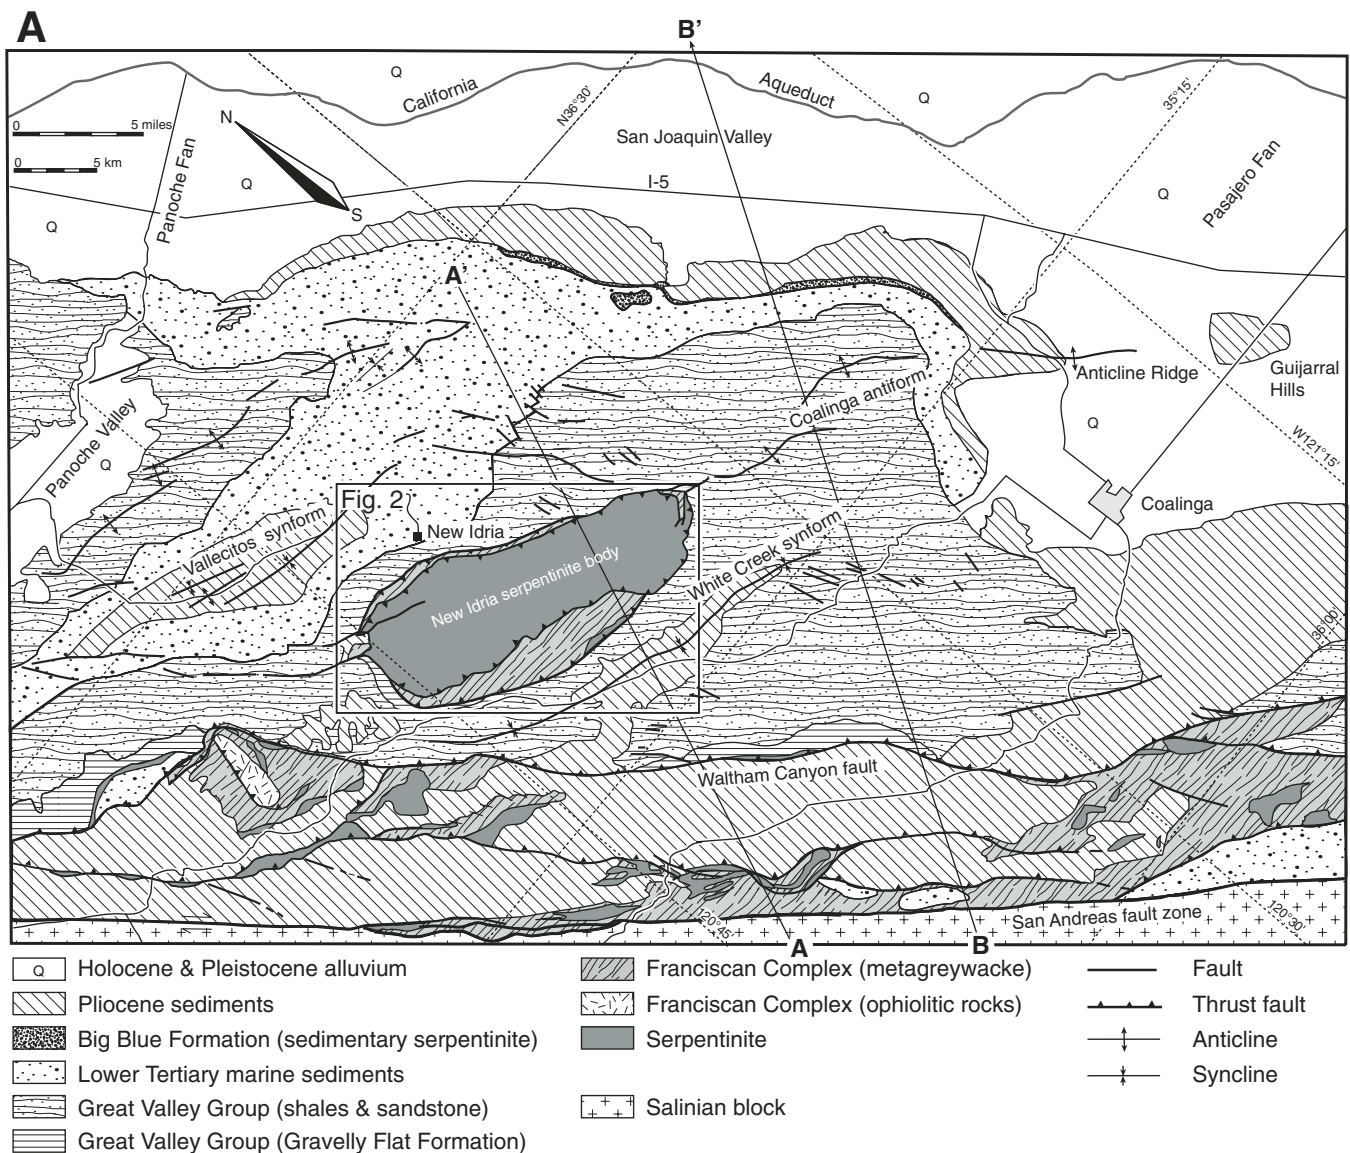 A
B’
Q
California
Aqueduct
Q
0 5 miles
N
N36°30'
35°15'
San Joaquin Valley
0 5 km
Panoche Fan
Q
I-5
Q
Pasajero Fan
S
Q
A’
Guijarral
Hills
Anticline Ridge
Coalinga antiform
Q
Panoche Valley
Q
W121°15'
Fig. 2
Coalinga
New Idria
Vallecitos synform
White Creek synform
New Idria serpentinite body
36°00'
Waltham Canyon fault
San Andreas fault zone
120°45'
120°30'
A
B
Q Holocene & Pleistocene alluvium
Pliocene sediments
Big Blue Formation (sedimentary serpentinite)
Lower Tertiary marine sediments
Great Valley Group (shales & sandstone)
Great Valley Group (Gravelly Flat Formation)
Franciscan Complex (metagreywacke)
Franciscan Complex (ophiolitic rocks)
Serpentinite
Salinian block
Fault
Thrust fault
Anticline
Syncline